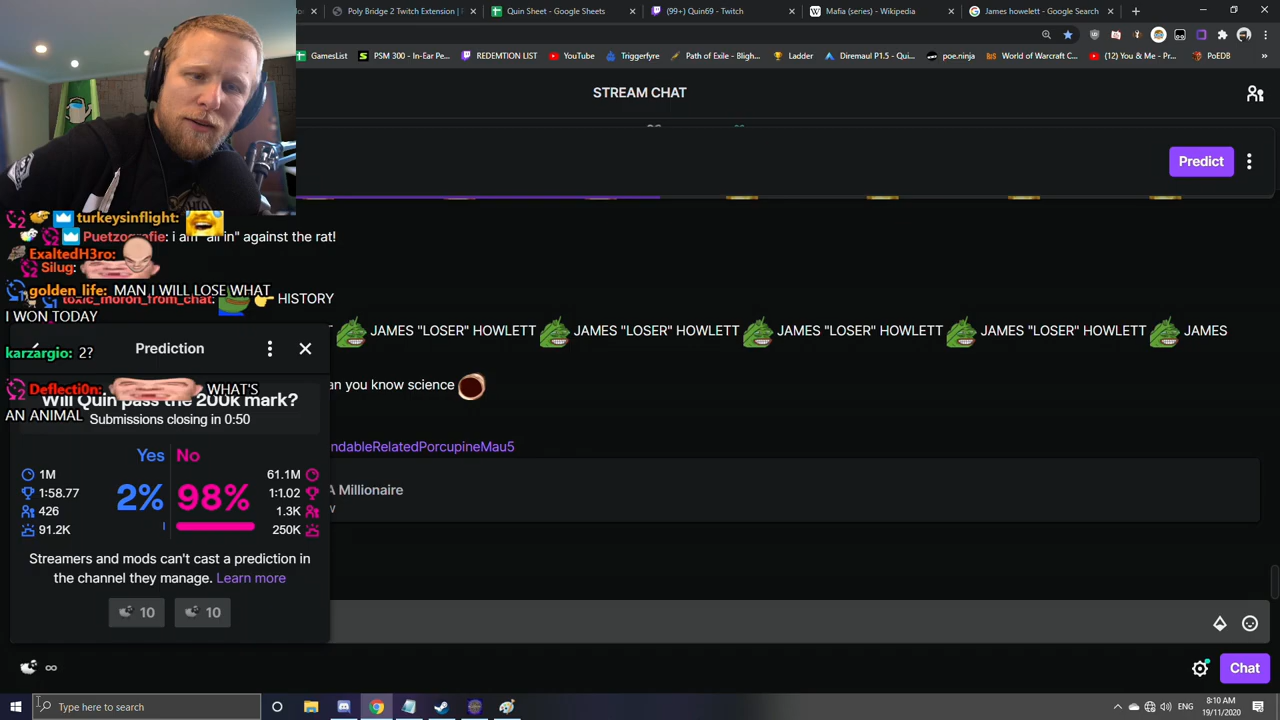 Poly Bridge 2 Twitch Extension |
Quin Sheet - Google Sheets
(99+) Quin69 - Twitch
Mafia (series) - Wikipedia
James howelett - Google Search
GamesList
PSM 300 - In-Ear Pe...
REDEMTION LIST
YouTube
Triggerfyre
Path of Exile - Bligh...
Ladder
Diremaul P1.5 - Qui...
poe.ninja
World of Warcraft C...
(12) You & Me - Pr...
PoEDB
STREAM CHAT
Predict
turkeysinflight:
Puetzografie: i am "all in" against the rat!
ExaltedH3ro:
Silug:
golden_life: MAN I WILL LOSE WHAT
toxic_moron_from_chat: HISTORY
I WON TODAY
JAMES "LOSER" HOWLETT JAMES "LOSER" HOWLETT JAMES "LOSER" HOWLETT JAMES "LOSER" HOWLETT JAMES
Prediction
karzargio: 2?
an you know science
Deflecti0n: WHAT'S
Will Quin pass the 200k mark?
AN ANIMAL
Submissions closing in 0:50
ndableRelatedPorcupineMau5
Yes No
1M 61.1M
A Millionaire
1:58.77 2% 98% 1:1.02
426 1.3K
91.2K 250K
Streamers and mods can't cast a prediction in
the channel they manage. Learn more
10 10
∞
Chat
Type here to search
ENG
8:10 AM
19/11/2020